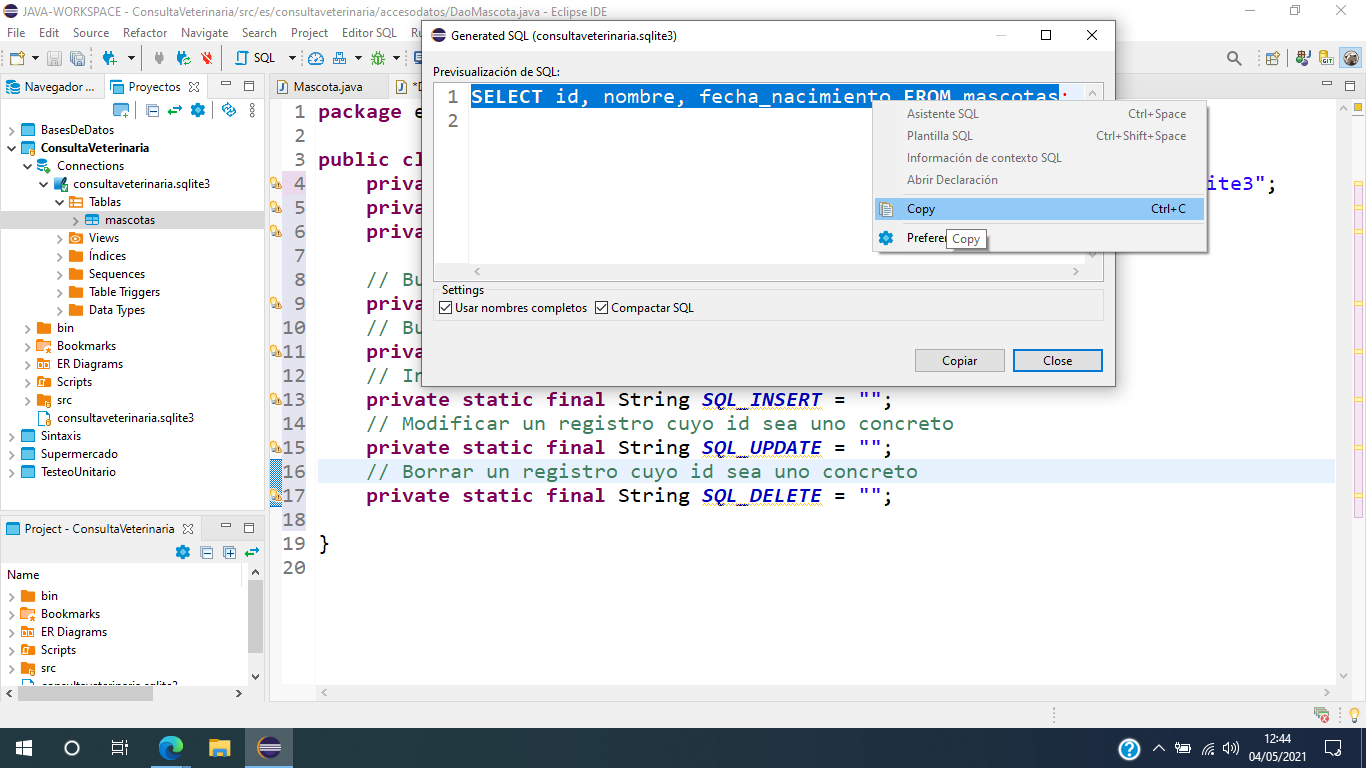 JAVA-WORKSPACE - ConsultaVeterinaria/src/es/consultaveterinaria/accesodatos/DaoMascota.java - Eclipse IDE
File Edit Source Refactor Navigate Search Project Editor SQL
SQL
Navegador ...
Proyectos
BasesDeDatos
ConsultaVeterinaria
Connections
consultaveterinaria.sqlite3
Tablas
mascotas
Views
Índices
Sequences
Table Triggers
Data Types
bin
Bookmarks
ER Diagrams
Scripts
src
consultaveterinaria.sqlite3
Sintaxis
Supermercado
TesteoUnitario
Project - ConsultaVeterinaria
Name
bin
Bookmarks
ER Diagrams
Scripts
src
Mascota.java
1 package e
2
3 public cl
4 priva ite3";
5 priva
6 priva
7
8 // Bu
9 priva
10 // Bu
11 priva
12 // In
13 private static final String SQL_INSERT = "";
14 // Modificar un registro cuyo id sea uno concreto
15 private static final String SQL_UPDATE = "";
16 // Borrar un registro cuyo id sea uno concreto
17 private static final String SQL_DELETE = "";
18
19 }
20
Generated SQL (consultaveterinaria.sqlite3)
Previsualización de SQL:
1 SELECT id, nombre, fecha_nacimiento FROM mascotas;
2
Asistente SQL Ctrl+Space
Plantilla SQL Ctrl+Shift+Space
Información de contexto SQL
Abrir Declaración
Copy Ctrl+C
Prefere
Copy
Settings
Usar nombres completos
Compactar SQL
Copiar
Close
12:44
04/05/2021